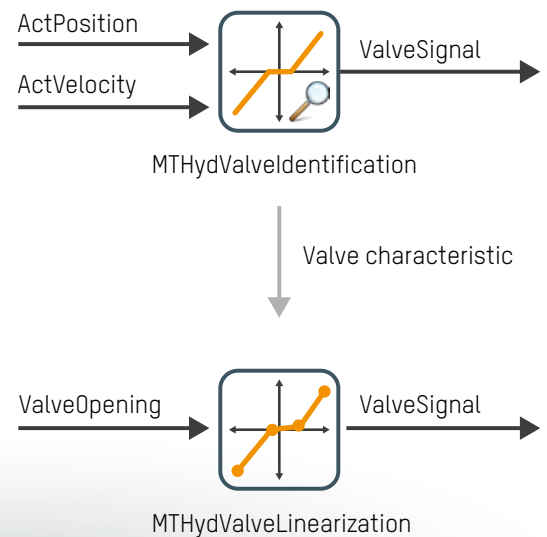 ActPosition
ValveSignal
ActVelocity
MTHydValveIdentification
Valve characteristic
ValveOpening
ValveSignal
MTHydValveLinearization